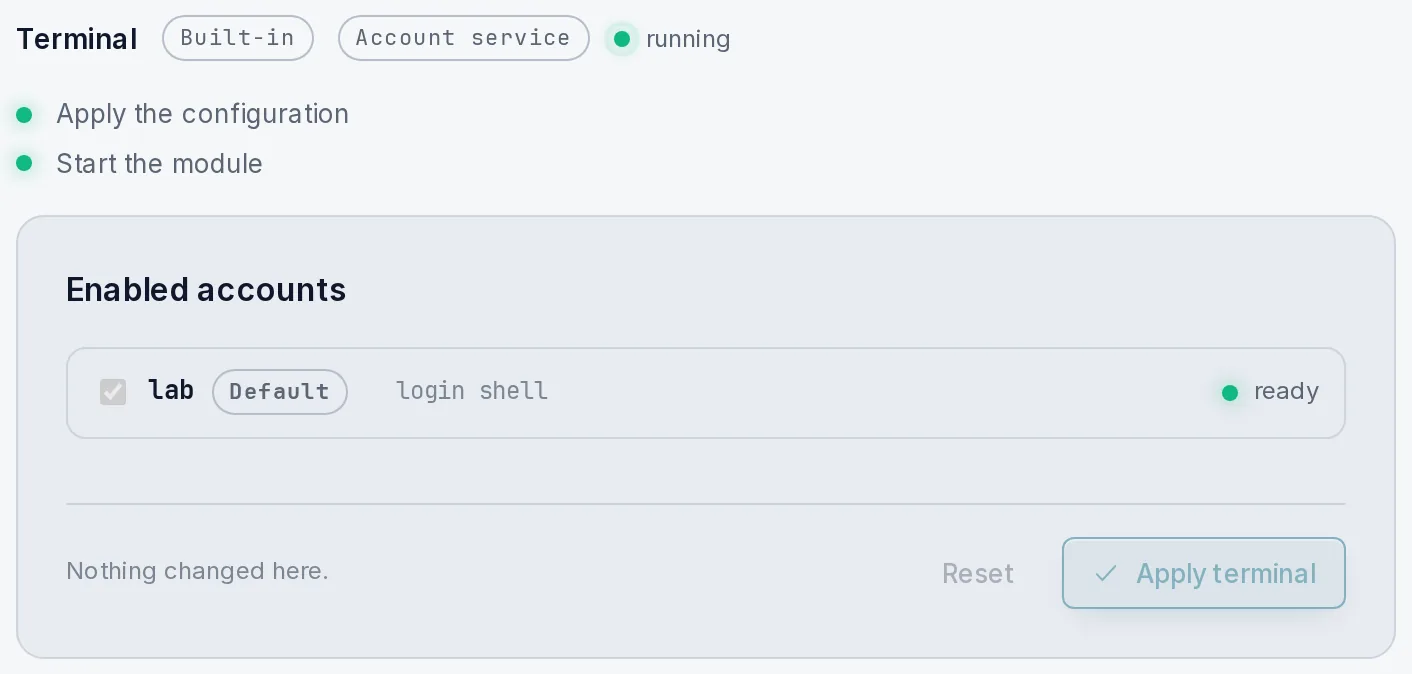 Terminal Built-in Account service running
Apply the configuration
Start the module
Enabled accounts
lab Default login shell ready
Nothing changed here. Reset Apply terminal